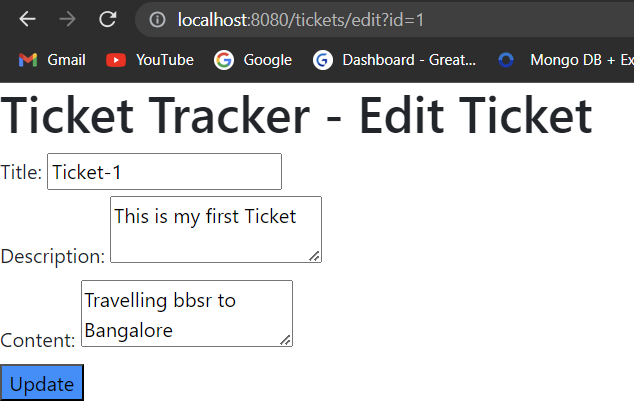 localhost:8080/tickets/edit?id=1
Gmail YouTube Google Dashboard - Great... Mongo DB + Ex
Ticket Tracker - Edit Ticket
Title: Ticket-1
This is my first Ticket
Description:
Travelling bbsr to
Bangalore
Content:
Update